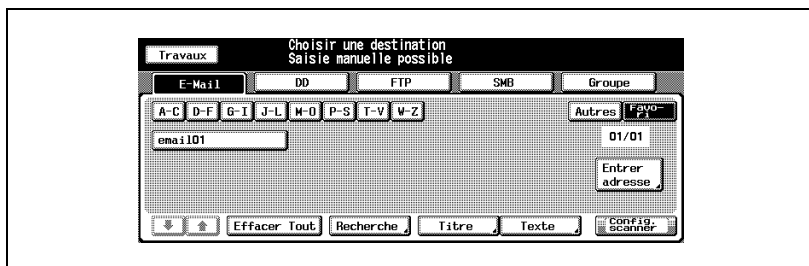 Travaux
Choisir une destination
Saisie manuelle possible
E-Mail DD FTP SMB Groupe
A-C D-F G-I J-L M-O P-S T-V W-Z Autres Favo-
ri
email01 01/01
Entrer
adresse
Effacer Tout Recherche Titre Texte Config.
scanner